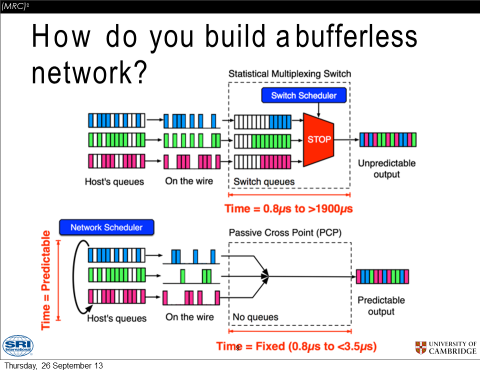 (MRC)²
How do you build a bufferless
network?
Statistical Multiplexing Switch
Switch Scheduler
STOP
Host's queues
On the wire
Switch queues
Unpredictable
output
Time = 0.8µs to >1900µs
Network Scheduler
Passive Cross Point (PCP)
Time = Predictable
Host's queues
On the wire
No queues
Predictable
output
Time = Fixed (0.8µs to <3.5µs)
SRI
International
UNIVERSITY OF
CAMBRIDGE
Thursday, 26 September 13